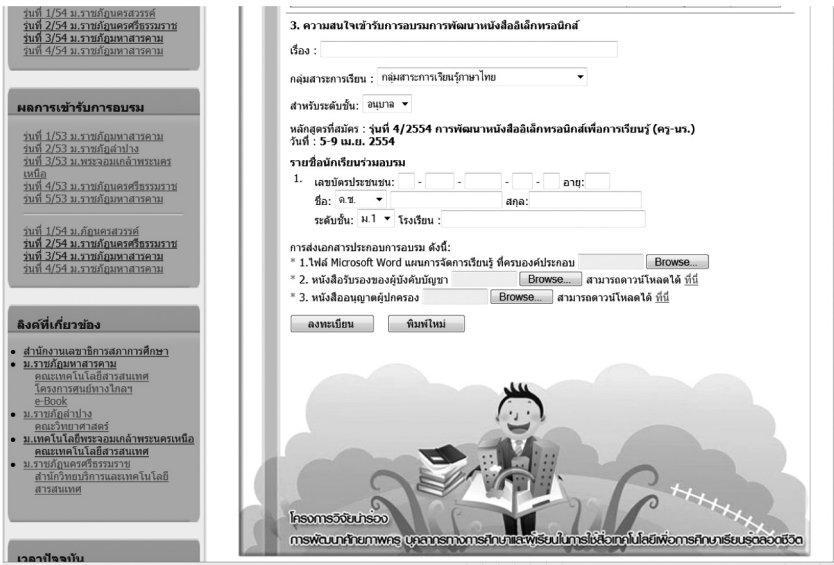 รุ่นที่ 1/54 ม.ราชภัฏนครสวรรค์
รุ่นที่ 2/54 ม.ราชภัฏนครศรีธรรมราช
รุ่นที่ 3/54 ม.ราชภัฏมหาสารคาม
รุ่นที่ 4/54 ม.ราชภัฏมหาสารคาม
ผลการเข้ารับการอบรม
รุ่นที่ 1/53 ม.ราชภัฏมหาสารคาม
รุ่นที่ 2/53 ม.ราชภัฏลำปาง
รุ่นที่ 3/53 ม.พระจอมเกล้าพระนคร
เหนือ
รุ่นที่ 4/53 ม.ราชภัฏนครศรีธรรมราช
รุ่นที่ 5/53 ม.ราชภัฏมหาสารคาม
รุ่นที่ 1/54 ม.ภัฏนครสวรรค์
รุ่นที่ 2/54 ม.ราชภัฏนครศรีธรรมราช
รุ่นที่ 3/54 ม.ราชภัฏมหาสารคาม
รุ่นที่ 4/54 ม.ราชภัฏมหาสารคาม
ลิงค์ที่เกี่ยวข้อง
สำนักงานเลขาธิการสภาการศึกษา
ม.ราชภัฏมหาสารคาม
คณะเทคโนโลยีสารสนเทศ
โครงการศูนย์ทางไกลฯ
e-Book
ม.ราชภัฏลำปาง
คณะวิทยาศาสตร์
ม.เทคโนโลยีพระจอมเกล้าพระนครเหนือ
คณะเทคโนโลยีสารสนเทศ
ม.ราชภัฏนครศรีธรรมราช
สำนักวิทยบริการและเทคโนโลยี
สารสนเทศ
เวลาปัจจุบัน
3. ความสนใจเข้ารับการอบรมการพัฒนาหนังสืออิเล็กทรอนิกส์
เรื่อง :
กลุ่มสาระการเรียน : กลุ่มสาระการเรียนรู้ภาษาไทย
สำหรับระดับชั้น: อนุบาล
หลักสูตรที่สมัคร : รุ่นที่ 4/2554 การพัฒนาหนังสืออิเล็กทรอนิกส์เพื่อการเรียนรู้ (ครู-นร.)
วันที่ : 5-9 เม.ย. 2554
รายชื่อนักเรียนร่วมอบรม
1. เลขบัตรประชนชน: - - - - อายุ:
ชื่อ: ด.ช. สกุล:
ระดับชั้น: ม.1 โรงเรียน :
การส่งเอกสารประกอบการอบรม ดังนี้:
* 1.ไฟล์ Microsoft Word แผนการจัดการเรียนรู้ ที่ครบองค์ประกอบ Browse...
* 2. หนังสือรับรองของผู้บังคับบัญชา Browse... สามารถดาวน์โหลดได้ ที่นี่
* 3. หนังสืออนุญาตผู้ปกครอง Browse... สามารถดาวน์โหลดได้ ที่นี่
ลงทะเบียน พิมพ์ใหม่
โครงการวิจัยนำร่อง
การพัฒนาศักยภาพครู บุคลากรทางการศึกษาและผู้เรียนในการใช้สื่อเทคโนโลยีเพื่อการศึกษาเรียนรู้ตลอดชีวิต